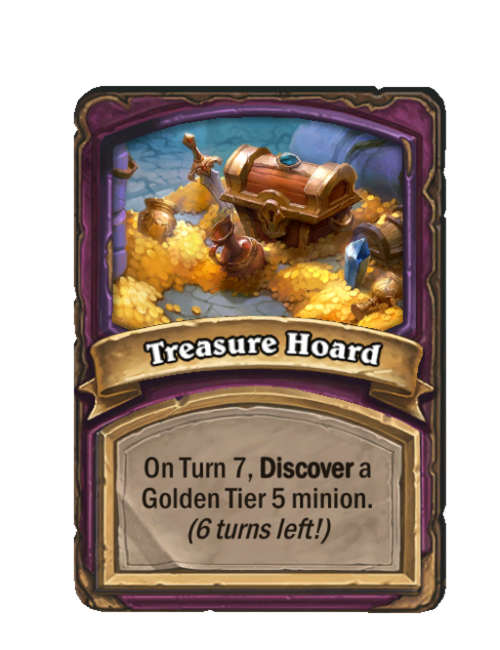 Treasure Hoard
On Turn 7, Discover a
Golden Tier 5 minion.
(6 turns left!)